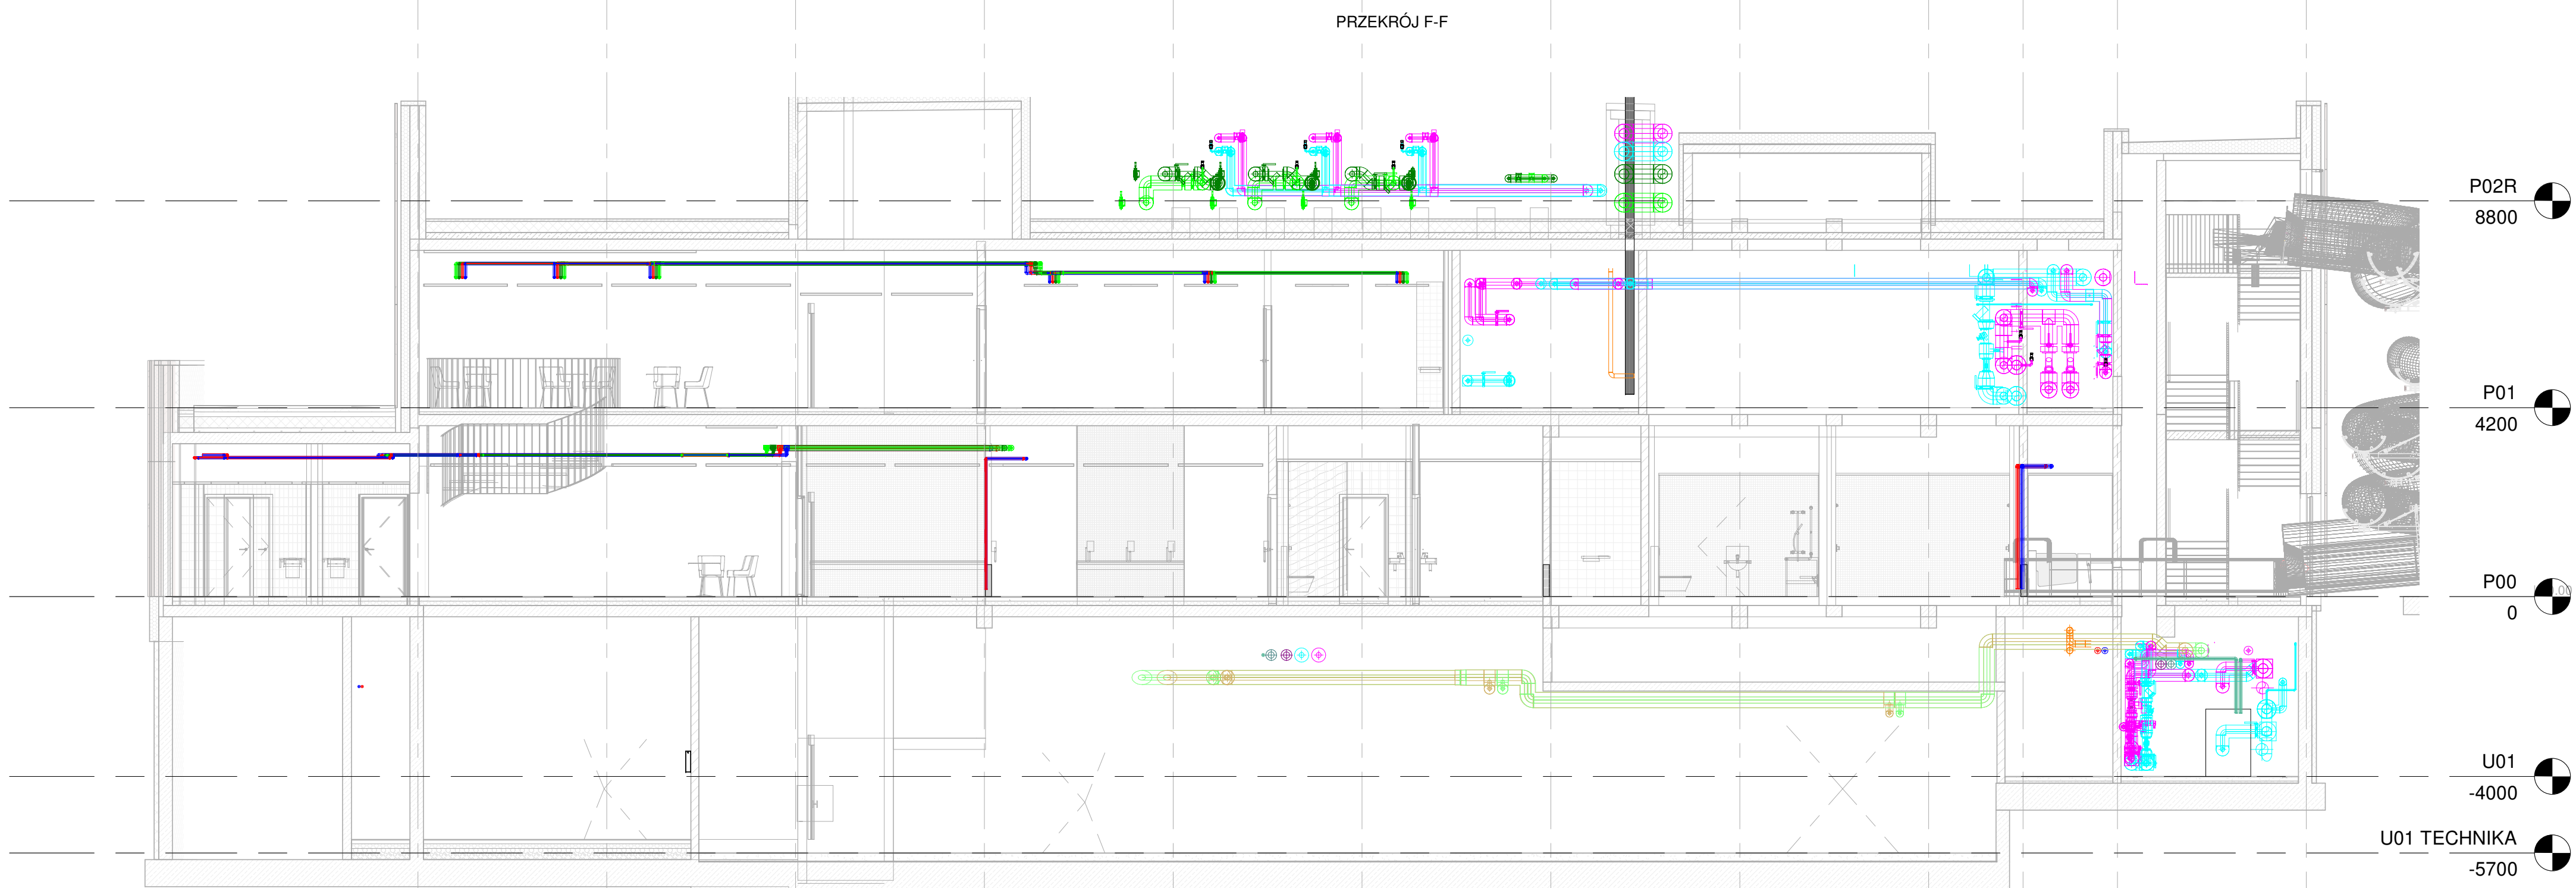 PRZEKRÓJ F-F
P02R
8800
P01
4200
P00
0
U01
-4000
U01 TECHNIKA
-5700